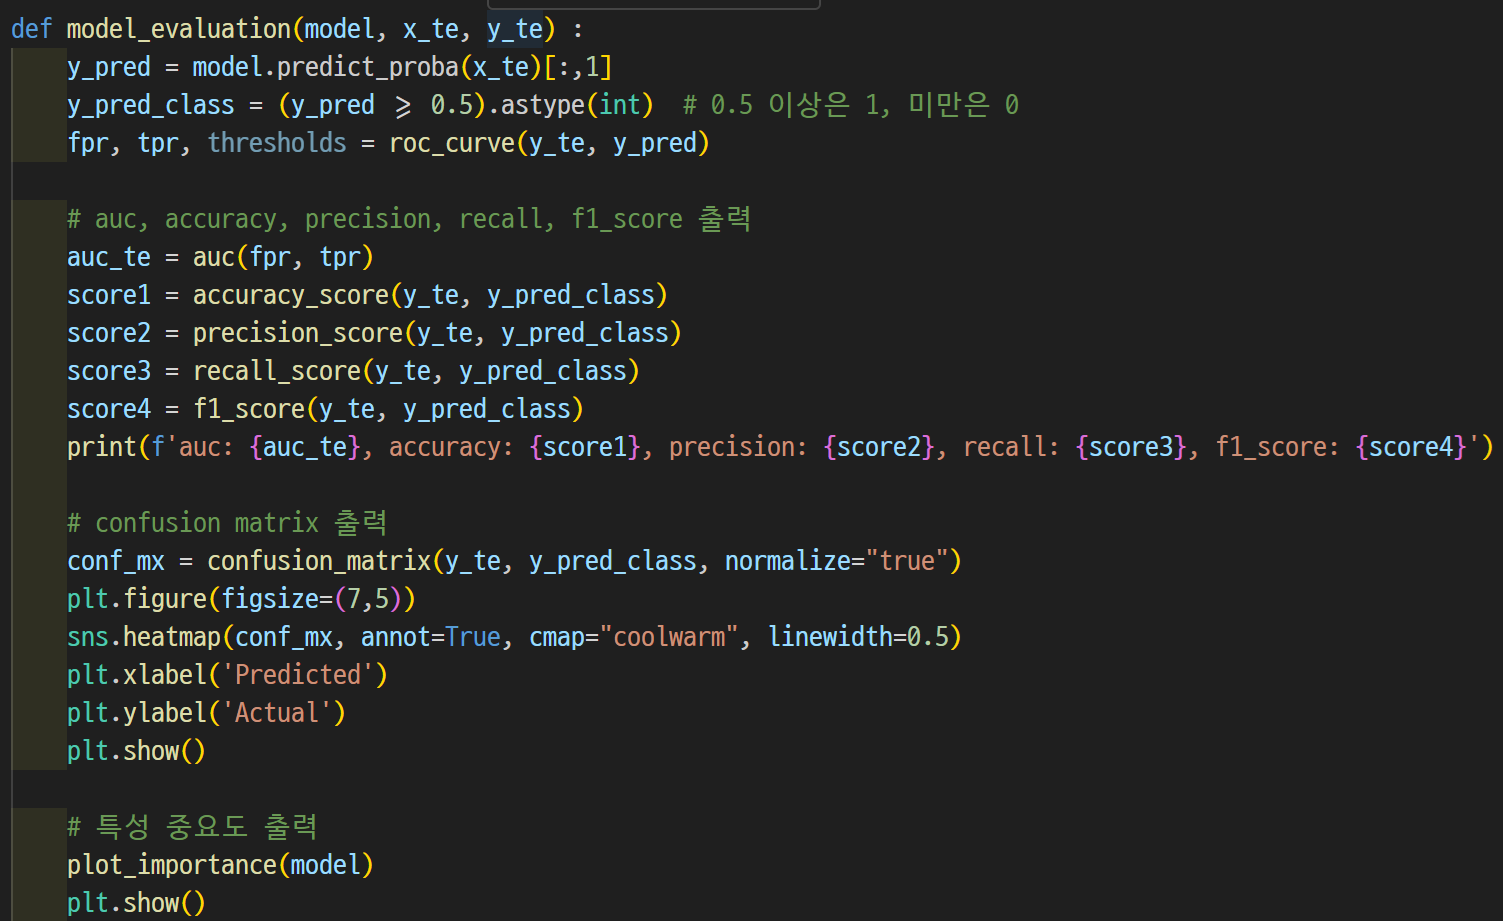 def model_evaluation(model, x_te, y_te) :
    y_pred = model.predict_proba(x_te)[:,1]
    y_pred_class = (y_pred >= 0.5).astype(int)  # 0.5 이상은 1, 미만은 0
    fpr, tpr, thresholds = roc_curve(y_te, y_pred)

    # auc, accuracy, precision, recall, f1_score 출력
    auc_te = auc(fpr, tpr)
    score1 = accuracy_score(y_te, y_pred_class)
    score2 = precision_score(y_te, y_pred_class)
    score3 = recall_score(y_te, y_pred_class)
    score4 = f1_score(y_te, y_pred_class)
    print(f'auc: {auc_te}, accuracy: {score1}, precision: {score2}, recall: {score3}, f1_score: {score4}')

    # confusion matrix 출력
    conf_mx = confusion_matrix(y_te, y_pred_class, normalize="true")
    plt.figure(figsize=(7,5))
    sns.heatmap(conf_mx, annot=True, cmap="coolwarm", linewidth=0.5)
    plt.xlabel('Predicted')
    plt.ylabel('Actual')
    plt.show()

    # 특성 중요도 출력
    plot_importance(model)
    plt.show()